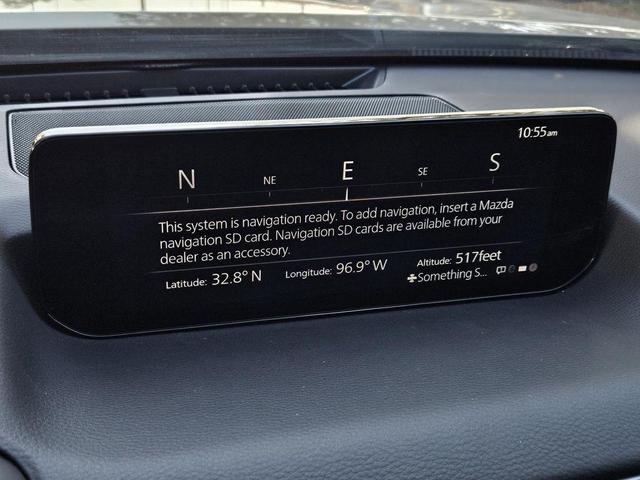 10:55am
N NE E SE S
This system is navigation ready. To add navigation, insert a Mazda
navigation SD card. Navigation SD cards are available from your
dealer as an accessory.
Latitude: 32.8° N Longitude: 96.9° W Altitude: 517feet
Something S...